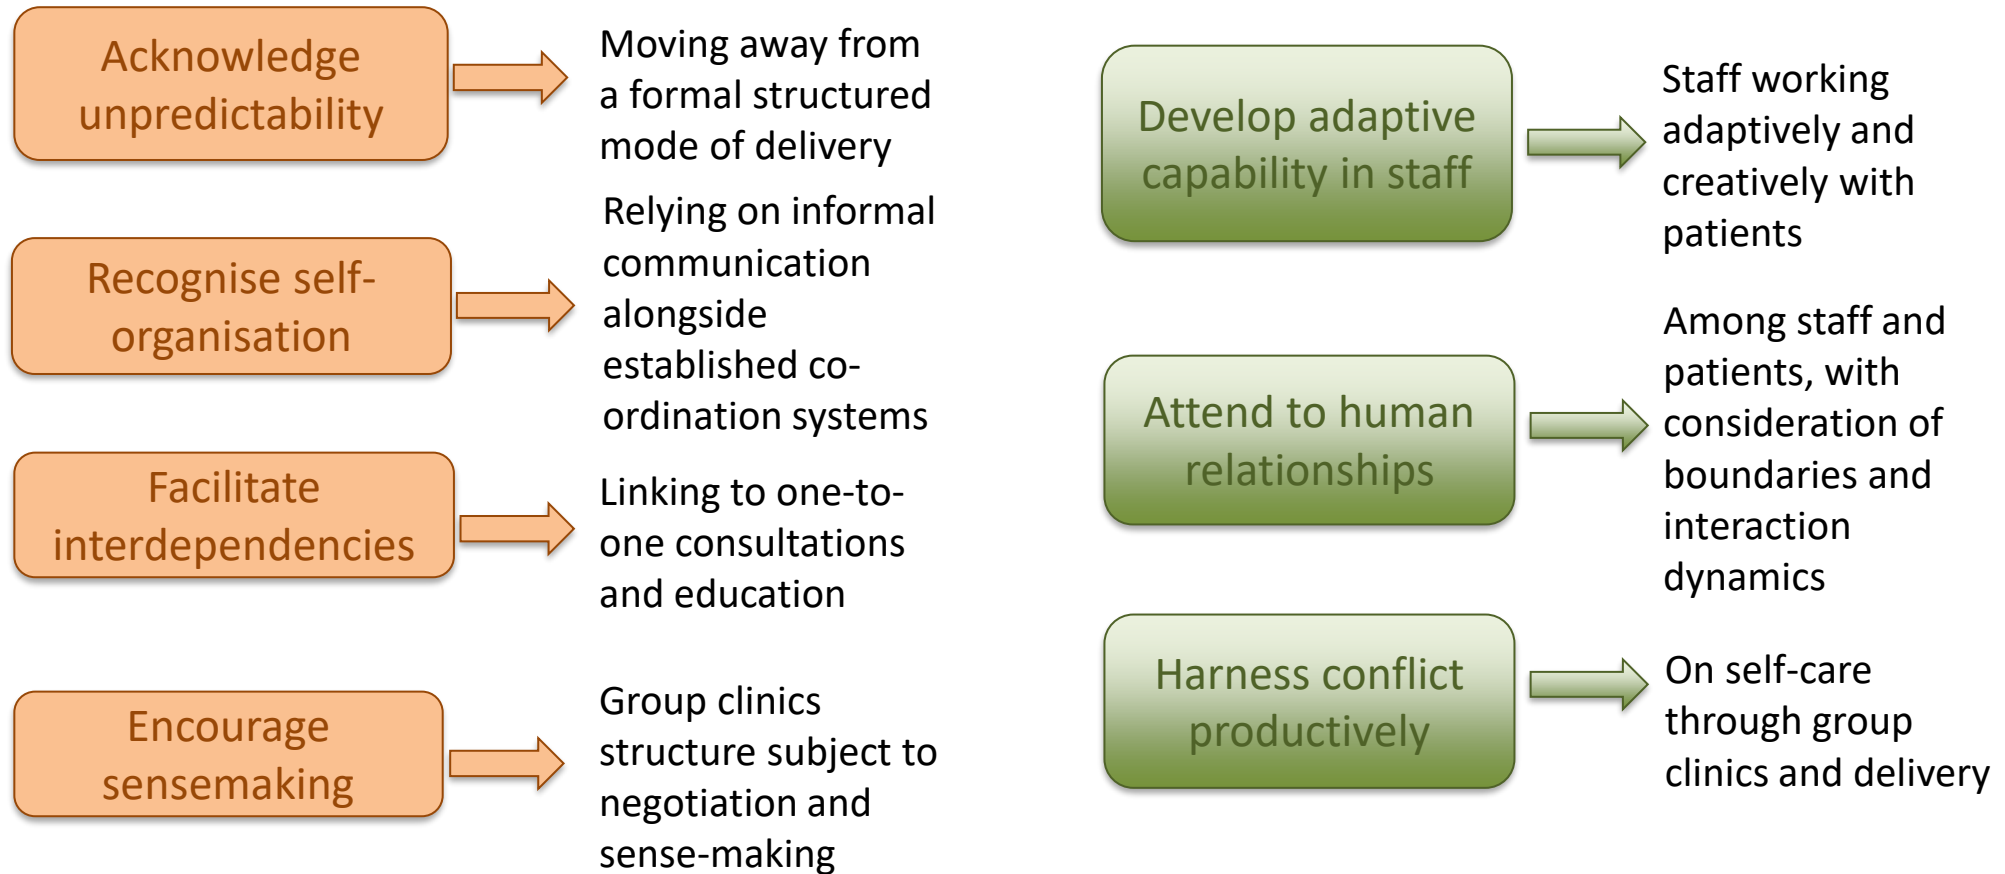 Acknowledge
unpredictability
Moving away from
a formal structured
mode of delivery
Recognise self-
organisation
Relying on informal
communication
alongside
established co-
ordination systems
Facilitate
interdependencies
Linking to one-to-
one consultations
and education
Encourage
sensemaking
Group clinics
structure subject to
negotiation and
sense-making
Develop adaptive
capability in staff
Staff working
adaptively and
creatively with
patients
Attend to human
relationships
Among staff and
patients, with
consideration of
boundaries and
interaction
dynamics
Harness conflict
productively
On self-care
through group
clinics and delivery